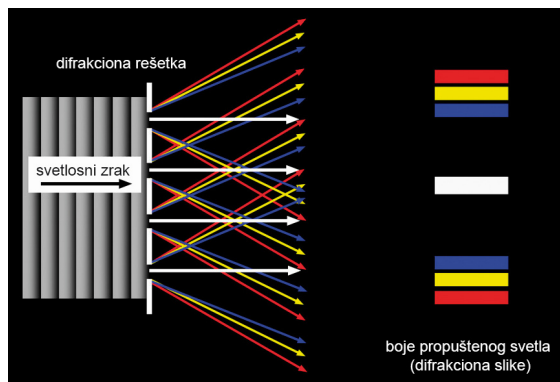 difrakciona rešetka
svetlosni zrak
boje propuštenog svetla
(difrakciona slike)